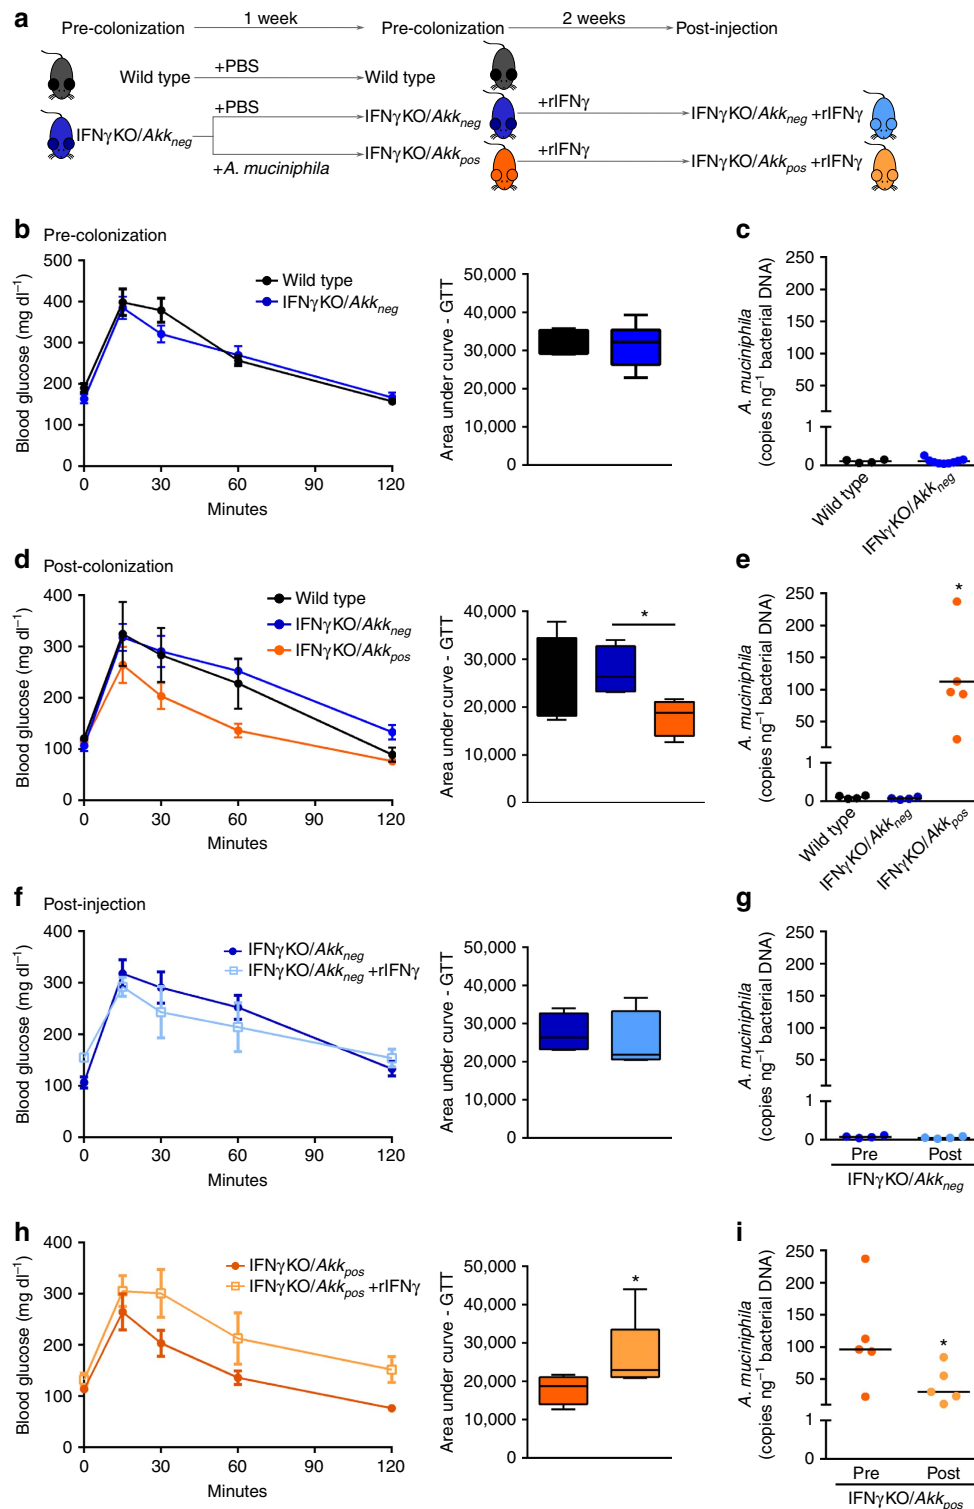 a
Pre-colonization 1 week Pre-colonization 2 weeks Post-injection
Wild type +PBS Wild type
IFNγKO/Akkneg +PBS IFNγKO/Akkneg +rIFNγ IFNγKO/Akkneg +rIFNγ
+A. muciniphila IFNγKO/Akkpos +rIFNγ IFNγKO/Akkpos +rIFNγ
b Pre-colonization
Blood glucose (mg dl−1)
500
400
300
200
100
0
0 30 60 90 120
Minutes
Wild type
IFNγKO/Akkneg
Area under curve - GTT
50,000
40,000
30,000
20,000
10,000
0
c
A. muciniphila
(copies ng−1 bacterial DNA)
250
200
150
100
50
1
0
Wild type
IFNγKO/Akkneg
d Post-colonization
Blood glucose (mg dl−1)
400
300
200
100
0
0 30 60 90 120
Minutes
Wild type
IFNγKO/Akkneg
IFNγKO/Akkpos
Area under curve - GTT
40,000
30,000
20,000
10,000
0
*
e
A. muciniphila
(copies ng−1 bacterial DNA)
250
200
150
100
50
1
0
*
Wild type
IFNγKO/Akkneg
IFNγKO/Akkpos
f Post-injection
Blood glucose (mg dl−1)
400
300
200
100
0
0 30 60 90 120
Minutes
IFNγKO/Akkneg
IFNγKO/Akkneg +rIFNγ
Area under curve - GTT
50,000
40,000
30,000
20,000
10,000
0
g
A. muciniphila
(copies ng−1 bacterial DNA)
250
200
150
100
50
1
0
Pre Post
IFNγKO/Akkneg
h
Blood glucose (mg dl−1)
400
300
200
100
0
0 30 60 90 120
Minutes
IFNγKO/Akkpos
IFNγKO/Akkpos +rIFNγ
Area under curve - GTT
50,000
40,000
30,000
20,000
10,000
0
*
i
A. muciniphila
(copies ng−1 bacterial DNA)
250
200
150
100
50
1
0
*
Pre Post
IFNγKO/Akkpos